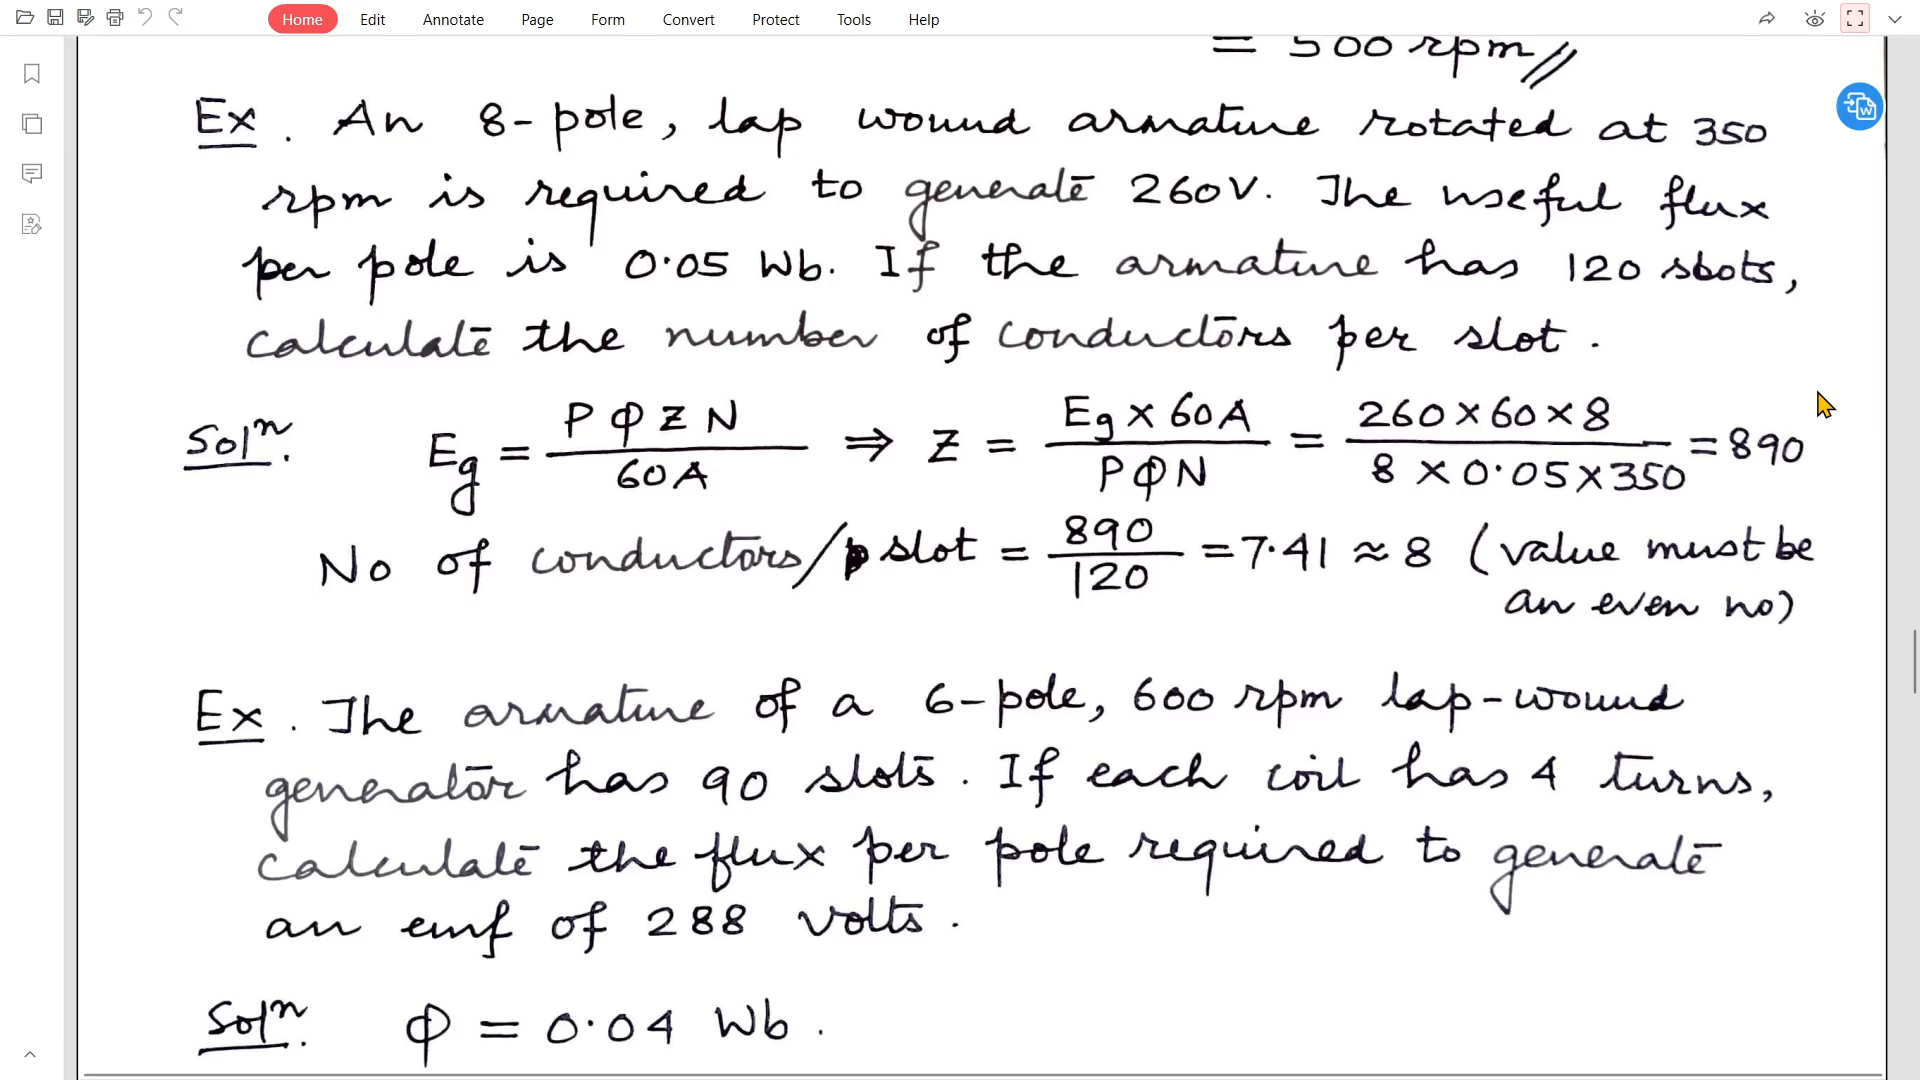 Home Edit Annotate Page Form Convert Protect Tools Help
= 500 rpm //
Ex. An 8-pole, lap wound armature rotated at 350
rpm is required to generate 260V. The useful flux
per pole is 0.05 Wb. If the armature has 120 slots,
calculate the number of conductors per slot.
Solⁿ. Eg = PΦZN / 60A ⇒ Z = Eg × 60A / PΦN = 260×60×8 / 8 × 0.05×350 = 890
No of conductors/slot = 890 / 120 = 7.41 ≈ 8 (value must be
an even no)
Ex. The armature of a 6-pole, 600 rpm lap-wound
generator has 90 slots. If each coil has 4 turns,
calculate the flux per pole required to generate
an emf of 288 volts.
Solⁿ. Φ = 0.04 Wb.